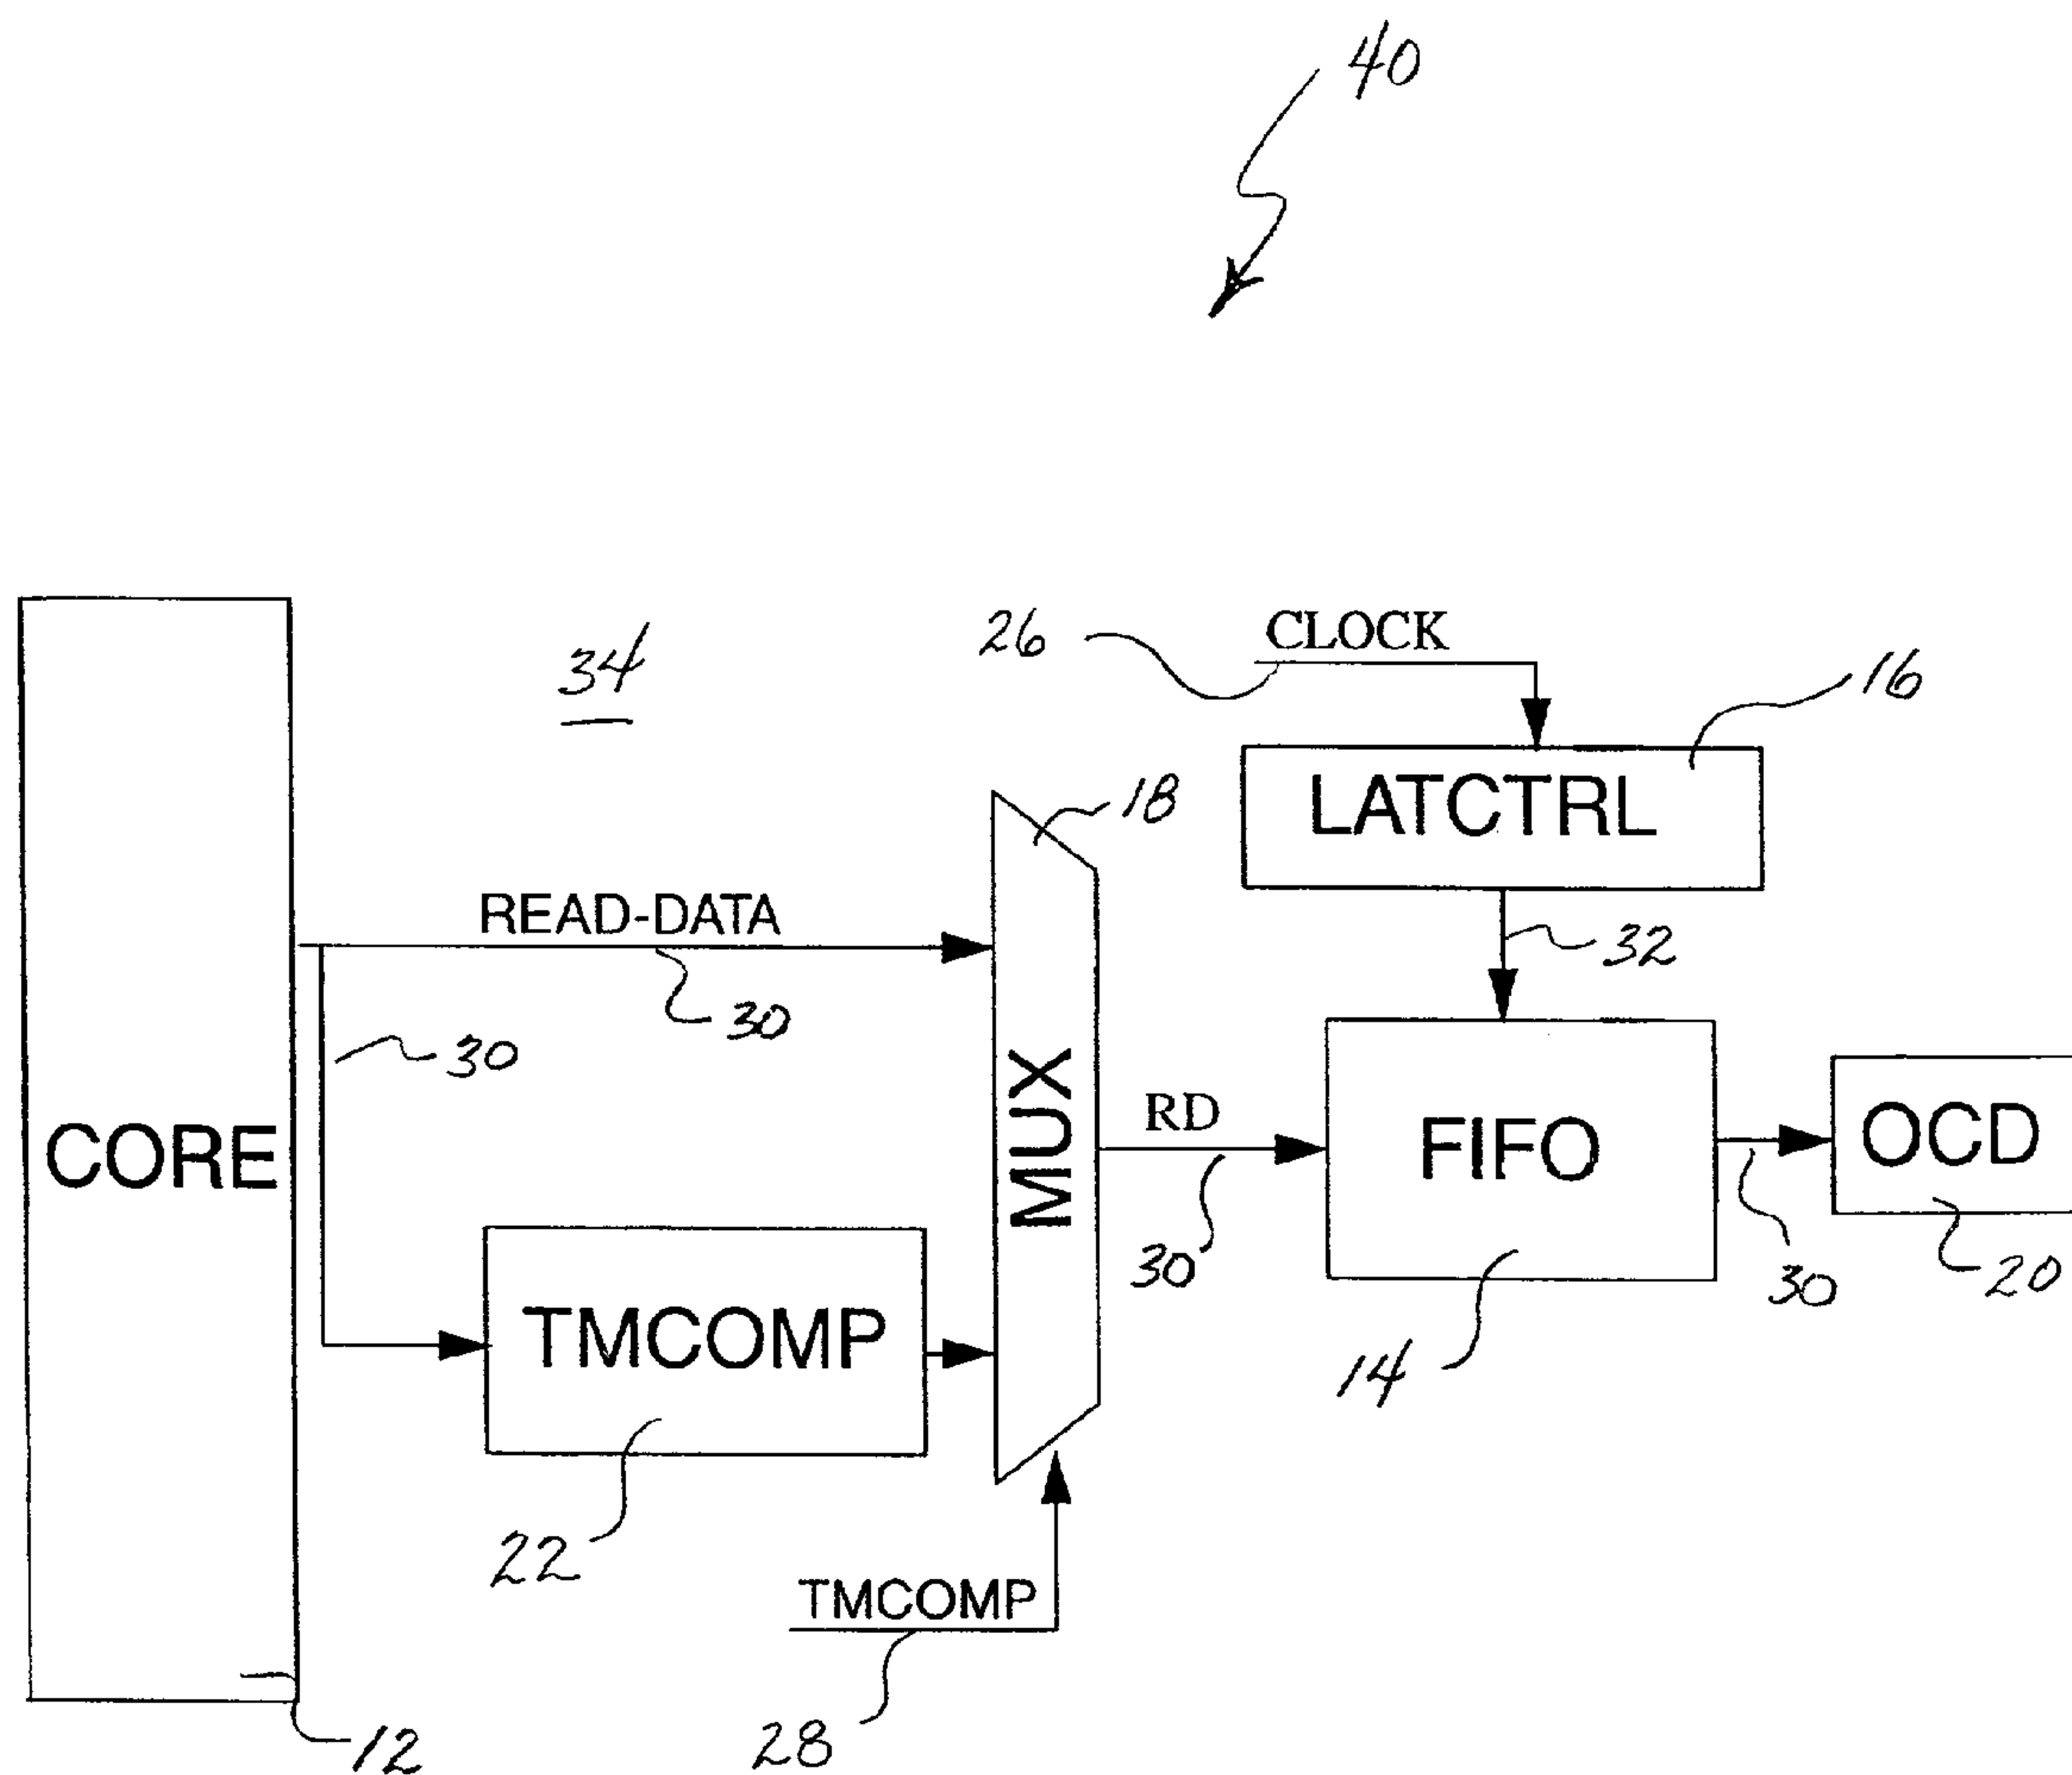 40
34
26
CLOCK
16
LATCTRL
18
READ-DATA
32
30
30
MUX
RD
CORE
FIFO
OCD
30
30
20
TMCOMP
14
22
TMCOMP
28
12